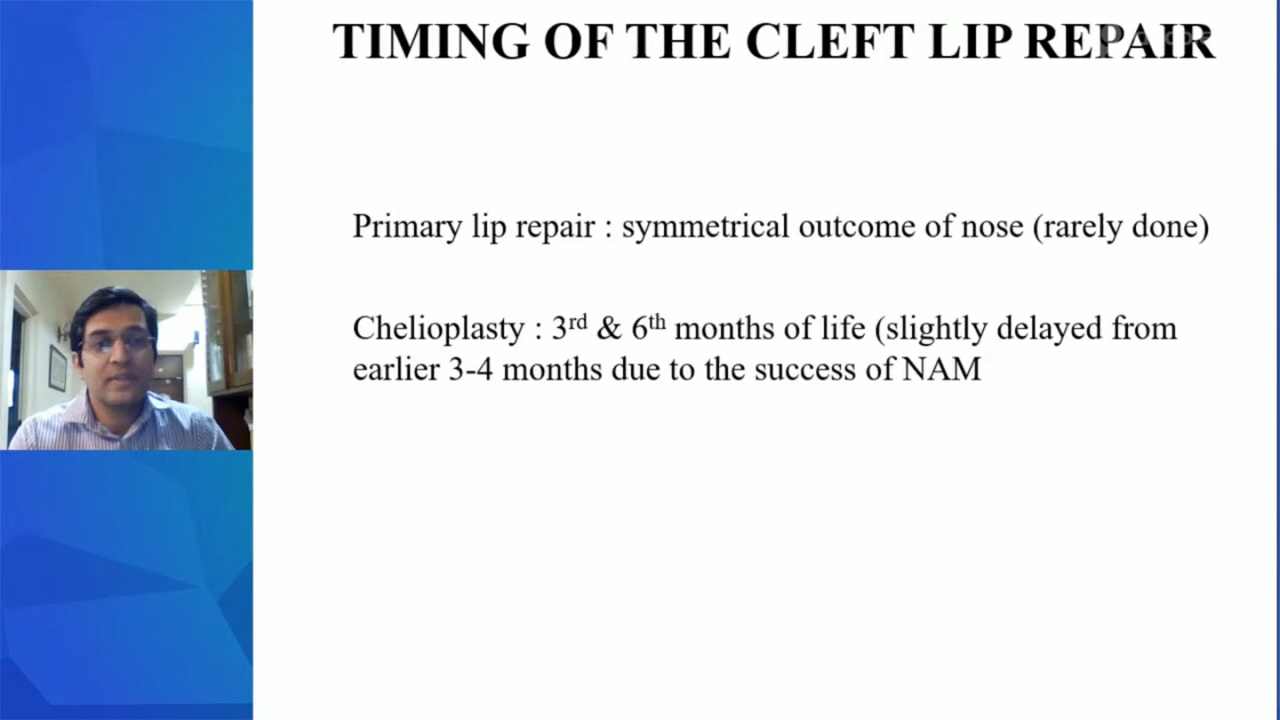 TIMING OF THE CLEFT LIP REPAIR
Primary lip repair : symmetrical outcome of nose (rarely done)
Chelioplasty : 3rd & 6th months of life (slightly delayed from
earlier 3-4 months due to the success of NAM